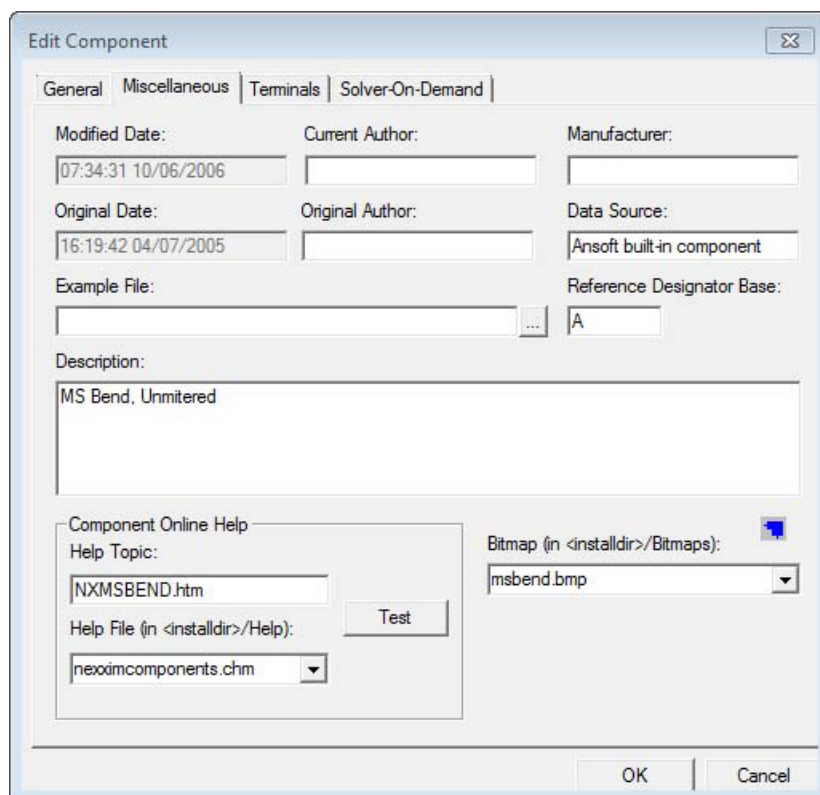 Edit Component
General Miscellaneous Terminals Solver-On-Demand
Modified Date: Current Author: Manufacturer:
07:34:31 10/06/2006
Original Date: Original Author: Data Source:
16:19:42 04/07/2005 Ansoft built-in component
Example File: Reference Designator Base:
... A
Description:
MS Bend, Unmitered
Component Online Help
Help Topic:
NXMSBEND.htm
Help File (in <installdir>/Help):
nexximcomponents.chm
Test
Bitmap (in <installdir>/Bitmaps):
msbend.bmp
OK Cancel